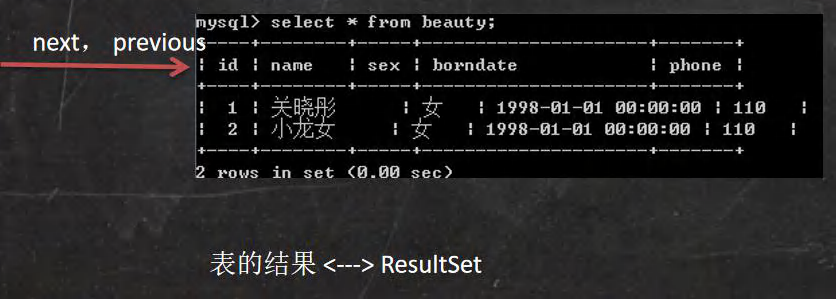 mysql> select * from beauty;
next， previous
| id | name | sex | borndate | phone |
| 1 | 关晓彤 | 女 | 1998-01-01 00:00:00 | 110 |
| 2 | 小龙女 | 女 | 1998-01-01 00:00:00 | 110 |
2 rows in set (0.00 sec)
表的结果 <---> ResultSet